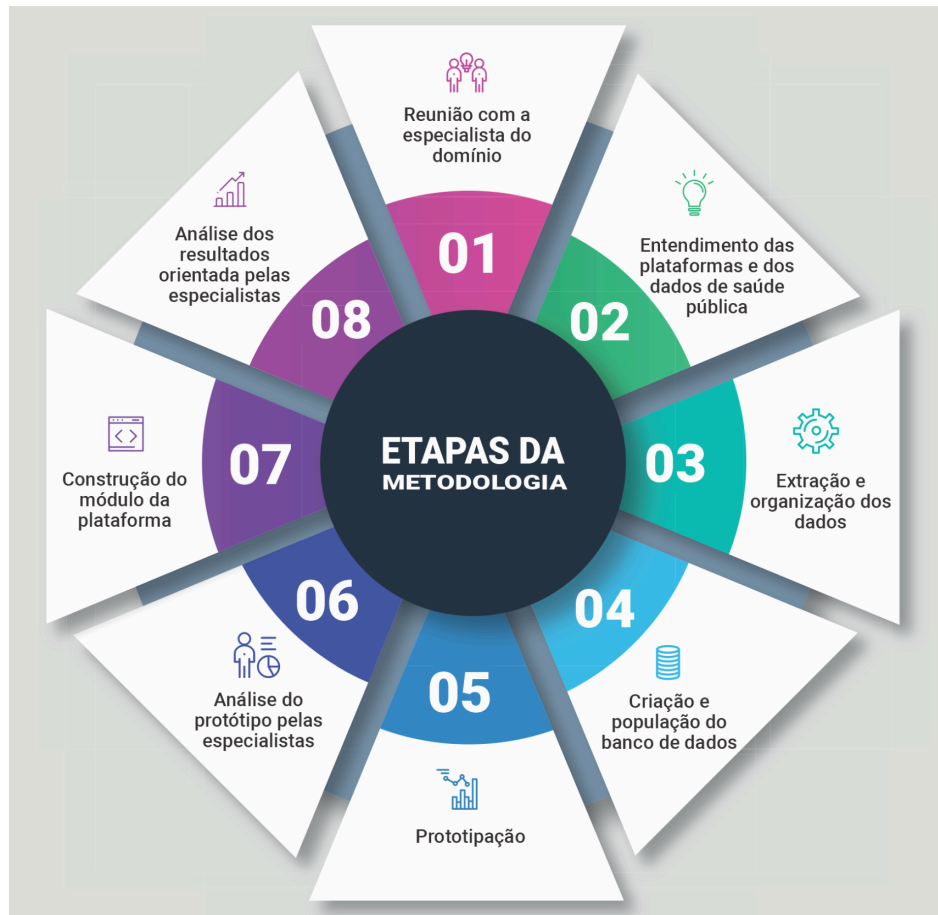 ETAPAS DA
METODOLOGIA
01
Reunião com a
especialista do
domínio
02
Entendimento das
plataformas e dos
dados de saúde
pública
03
Extração e
organização dos
dados
04
Criação e
população do
banco de dados
05
Prototipação
06
Análise do
protótipo pelas
especialistas
07
Construção do
módulo da
plataforma
08
Análise dos
resultados
orientada pelas
especialistas